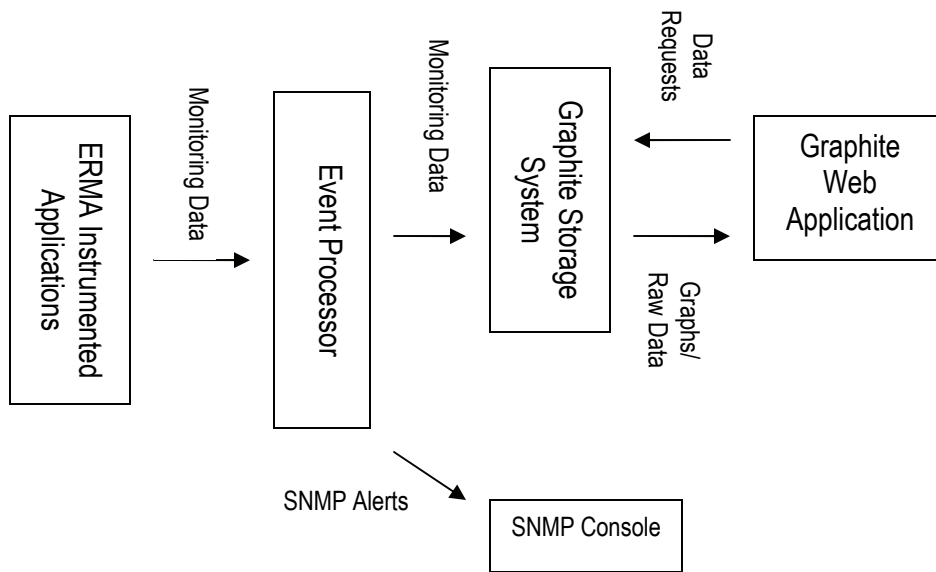 ERMA Instrumented
Applications
Monitoring Data
Event Processor
Monitoring Data
Graphite Storage
System
Data
Requests
Graphs/
Raw Data
Graphite
Web
Application
SNMP Alerts
SNMP Console